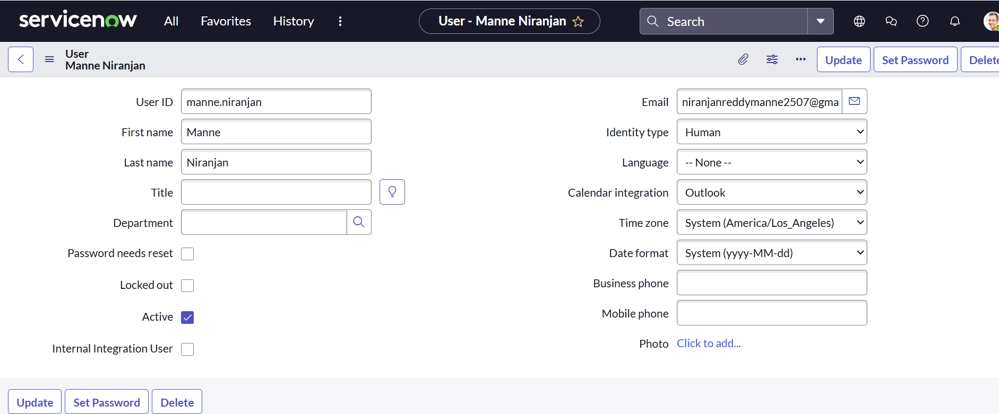 servicenow All Favorites History User - Manne Niranjan Search
User
Manne Niranjan
Update Set Password Delete
User ID manne.niranjan
First name Manne
Last name Niranjan
Title
Department
Password needs reset
Locked out
Active
Internal Integration User
Email niranjanreddymanne2507@gma
Identity type Human
Language -- None --
Calendar integration Outlook
Time zone System (America/Los_Angeles)
Date format System (yyyy-MM-dd)
Business phone
Mobile phone
Photo Click to add...
Update Set Password Delete